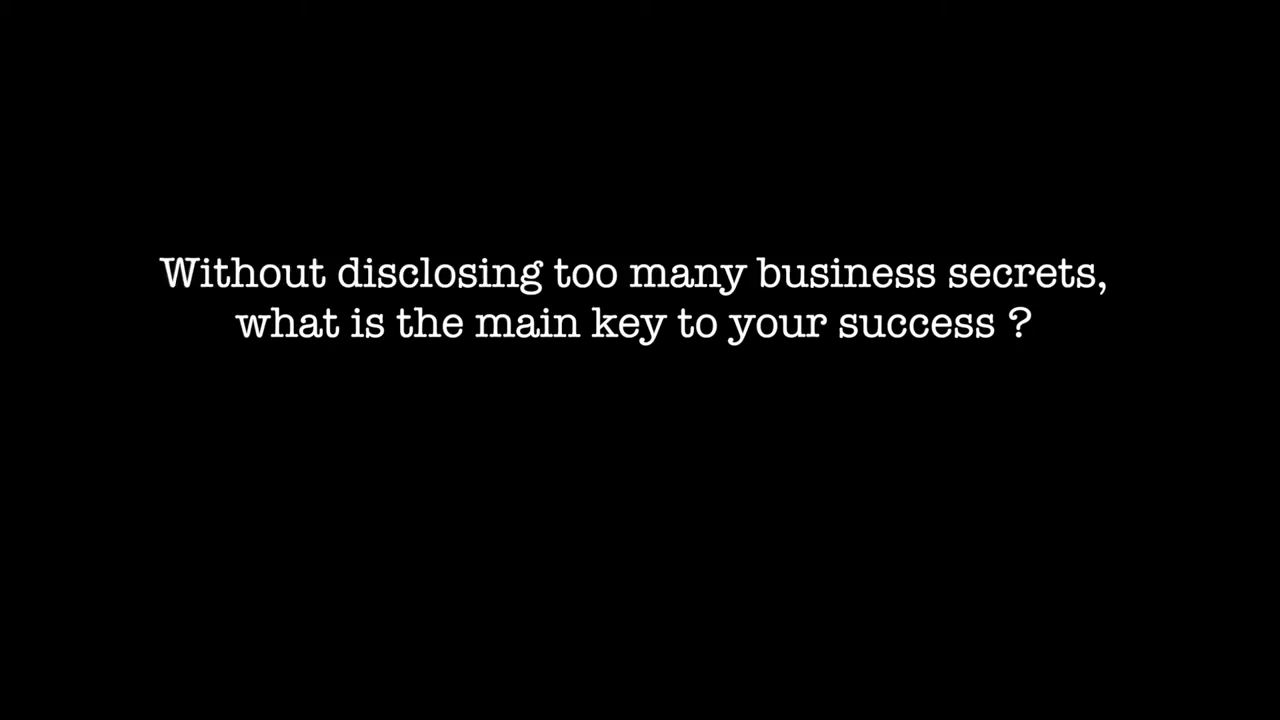 Without disclosing too many business secrets,
what is the main key to your success ?